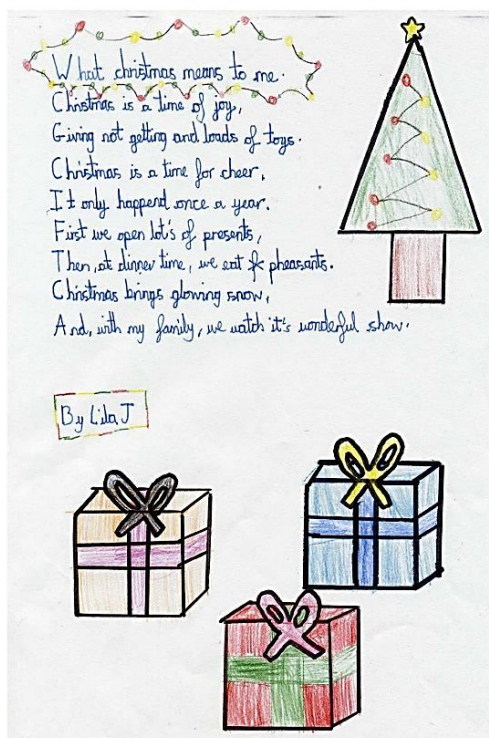 What christmas means to me.
Christmas is a time of joy,
Giving not getting and loads of toys.
Christmas is a time for cheer,
It only happend once a year.
First we open lot's of presents,
Then, at dinner time, we eat pheasants.
Christmas brings glowing snow,
And, with my family, we watch it's wonderful show.
By Lila J